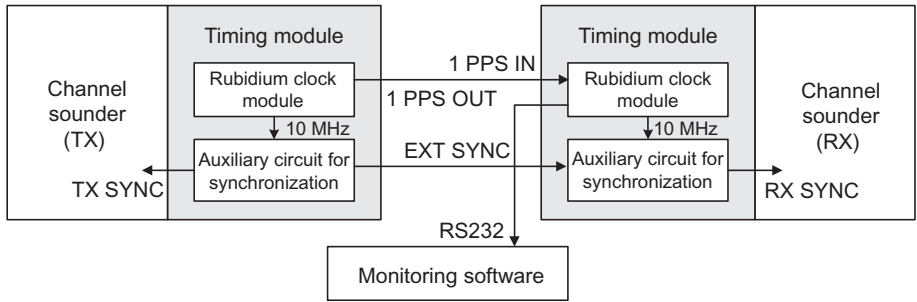 Timing module
Timing module
Channel
sounder
(TX)
Rubidium clock
module
1 PPS IN
1 PPS OUT
Rubidium clock
module
Channel
sounder
(RX)
10 MHz
10 MHz
Auxiliary circuit for
synchronization
EXT SYNC
Auxiliary circuit for
synchronization
TX SYNC
RX SYNC
RS232
Monitoring software